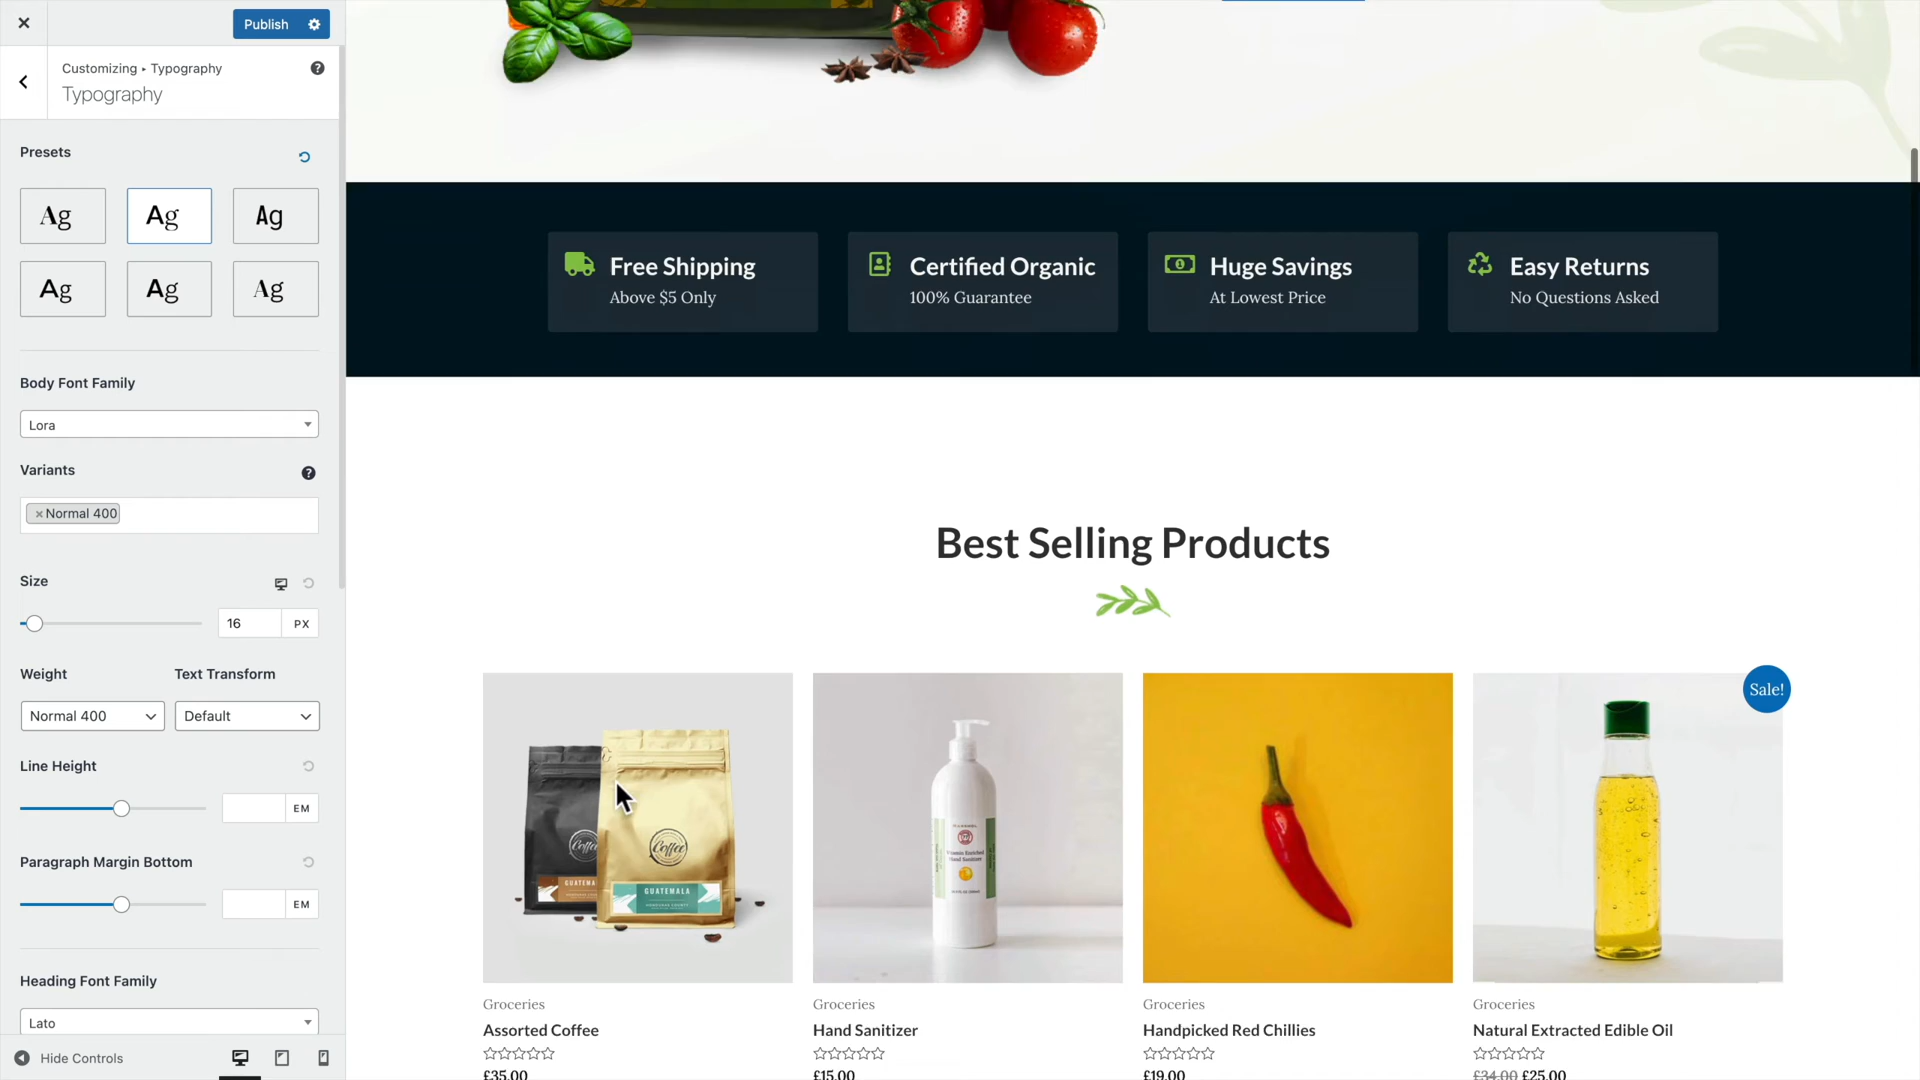 Publish
Customizing ▸ Typography
Typography
Presets
Ag Ag Ag
Ag Ag Ag
Body Font Family
Lora
Variants
×Normal 400
Size
16 PX
Weight Text Transform
Normal 400 Default
Line Height
EM
Paragraph Margin Bottom
EM
Heading Font Family
Lato
Hide Controls
Free Shipping
Above $5 Only
Certified Organic
100% Guarantee
Huge Savings
At Lowest Price
Easy Returns
No Questions Asked
Best Selling Products
Coffee
GUATEMALA
Sale!
Groceries
Assorted Coffee
£35.00
Groceries
Hand Sanitizer
£15.00
Groceries
Handpicked Red Chillies
£19.00
Groceries
Natural Extracted Edible Oil
£34.00 £25.00